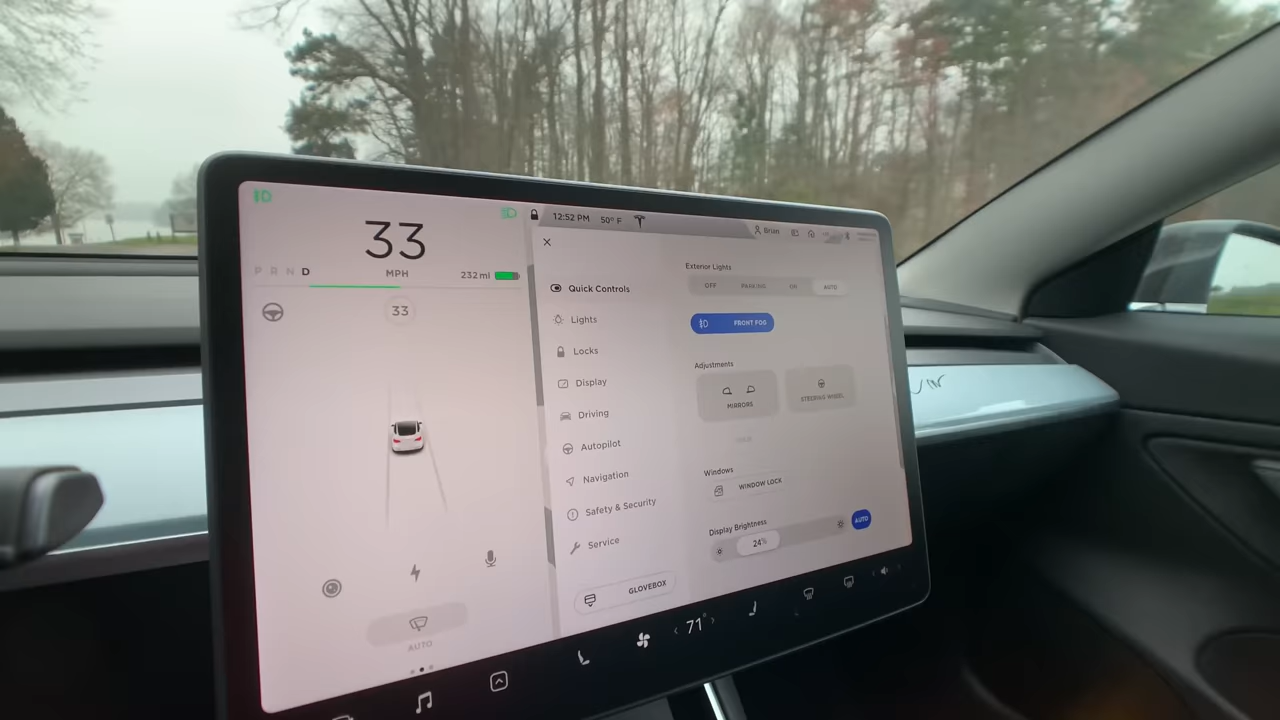 33
MPH
P R N D
232 mi
33
AUTO
12:52 PM 50° F
Bruin
Quick Controls
Lights
Locks
Display
Driving
Autopilot
Navigation
Safety & Security
Service
GLOVEBOX
Exterior Lights
OFF PARKING ON AUTO
FRONT FOG
Adjustments
MIRRORS
STEERING WHEEL
Windows
WINDOW LOCK
Display Brightness
24%
AUTO
71°